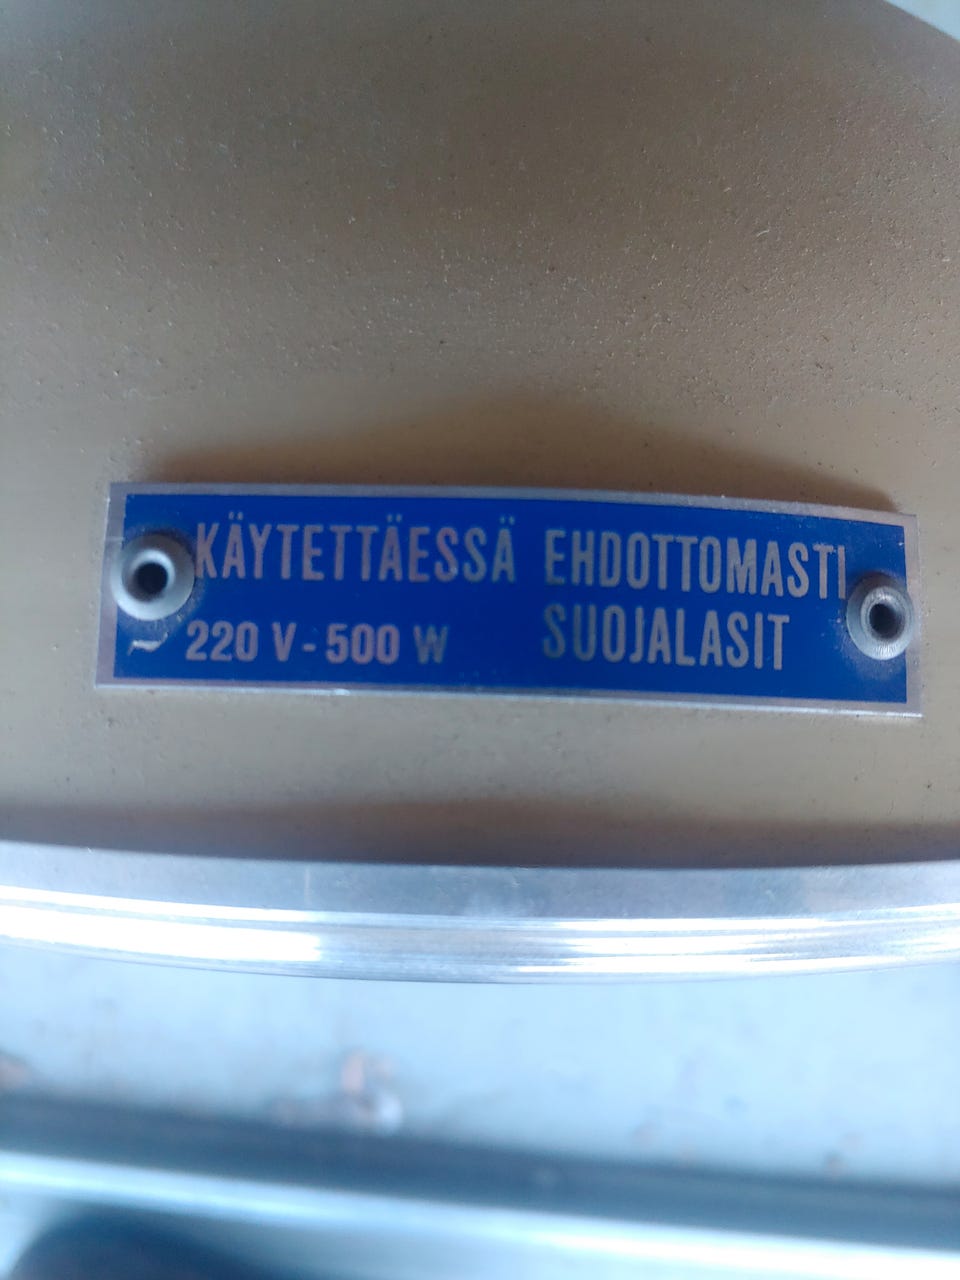 KÄYTETTÄESSÄ EHDOTTOMASTI
~ 220 V - 500 W SUOJALASIT